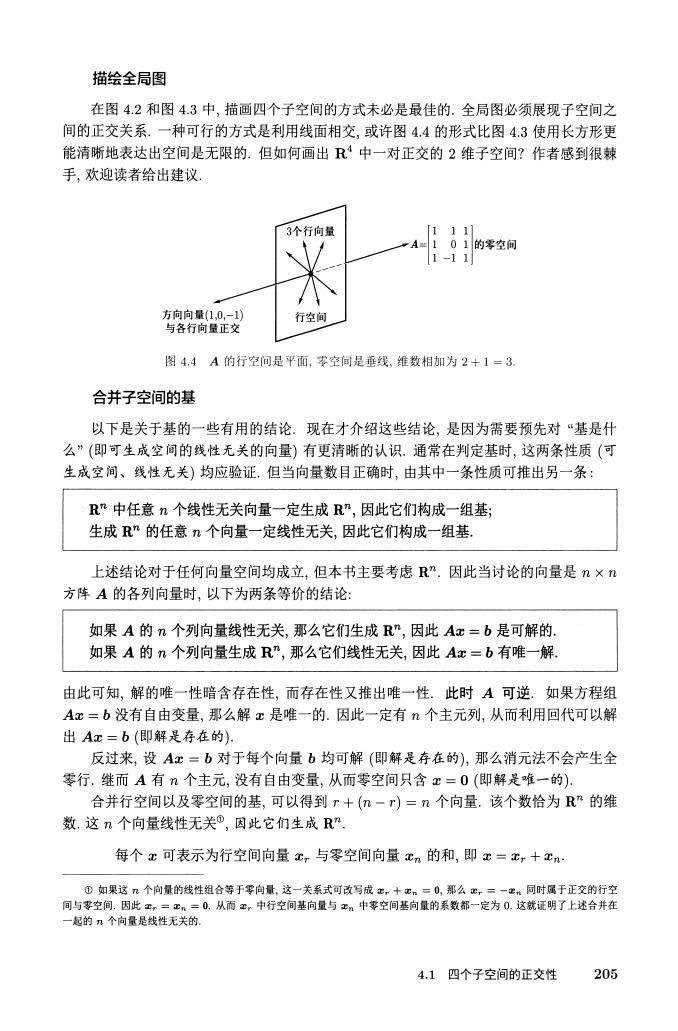 描绘全局图
在图 4.2 和图 4.3 中, 描画四个子空间的方式未必是最佳的. 全局图必须展现子空间之
间的正交关系. 一种可行的方式是利用线面相交, 或许图 4.4 的形式比图 4.3 使用长方形更
能清晰地表达出空间是无限的. 但如何画出 R⁴ 中一对正交的 2 维子空间? 作者感到很棘
手, 欢迎读者给出建议.
3个行向量
A=[1 1 1; 1 0 1; 1 −1 1]的零空间
方向向量(1,0,−1)
与各行向量正交
行空间
图 4.4 A 的行空间是平面, 零空间是垂线, 维数相加为 2 + 1 = 3.
合并子空间的基
以下是关于基的一些有用的结论. 现在才介绍这些结论, 是因为需要预先对 “基是什
么” (即可生成空间的线性无关的向量) 有更清晰的认识. 通常在判定基时, 这两条性质 (可
生成空间、线性无关) 均应验证. 但当向量数目正确时, 由其中一条性质可推出另一条:
Rⁿ 中任意 n 个线性无关向量一定生成 Rⁿ, 因此它们构成一组基;
生成 Rⁿ 的任意 n 个向量一定线性无关, 因此它们构成一组基.
上述结论对于任何向量空间均成立, 但本书主要考虑 Rⁿ. 因此当讨论的向量是 n × n
方阵 A 的各列向量时, 以下为两条等价的结论:
如果 A 的 n 个列向量线性无关, 那么它们生成 Rⁿ, 因此 Ax = b 是可解的.
如果 A 的 n 个列向量生成 Rⁿ, 那么它们线性无关, 因此 Ax = b 有唯一解.
由此可知, 解的唯一性暗含存在性, 而存在性又推出唯一性. 此时 A 可逆. 如果方程组
Ax = b 没有自由变量, 那么解 x 是唯一的. 因此一定有 n 个主元列, 从而利用回代可以解
出 Ax = b (即解是存在的).
反过来, 设 Ax = b 对于每个向量 b 均可解 (即解是存在的), 那么消元法不会产生全
零行. 继而 A 有 n 个主元, 没有自由变量, 从而零空间只含 x = 0 (即解是唯一的).
合并行空间以及零空间的基, 可以得到 r + (n − r) = n 个向量. 该个数恰为 Rⁿ 的维
数. 这 n 个向量线性无关①, 因此它们生成 Rⁿ.
每个 x 可表示为行空间向量 xᵣ 与零空间向量 xₙ 的和, 即 x = xᵣ + xₙ.
① 如果这 n 个向量的线性组合等于零向量, 这一关系式可改写成 xᵣ + xₙ = 0, 那么 xᵣ = −xₙ 同时属于正交的行空
间与零空间. 因此 xᵣ = xₙ = 0. 从而 xᵣ 中行空间基向量与 xₙ 中零空间基向量的系数都一定为 0. 这就证明了上述合并在
一起的 n 个向量是线性无关的.
4.1 四个子空间的正交性 205